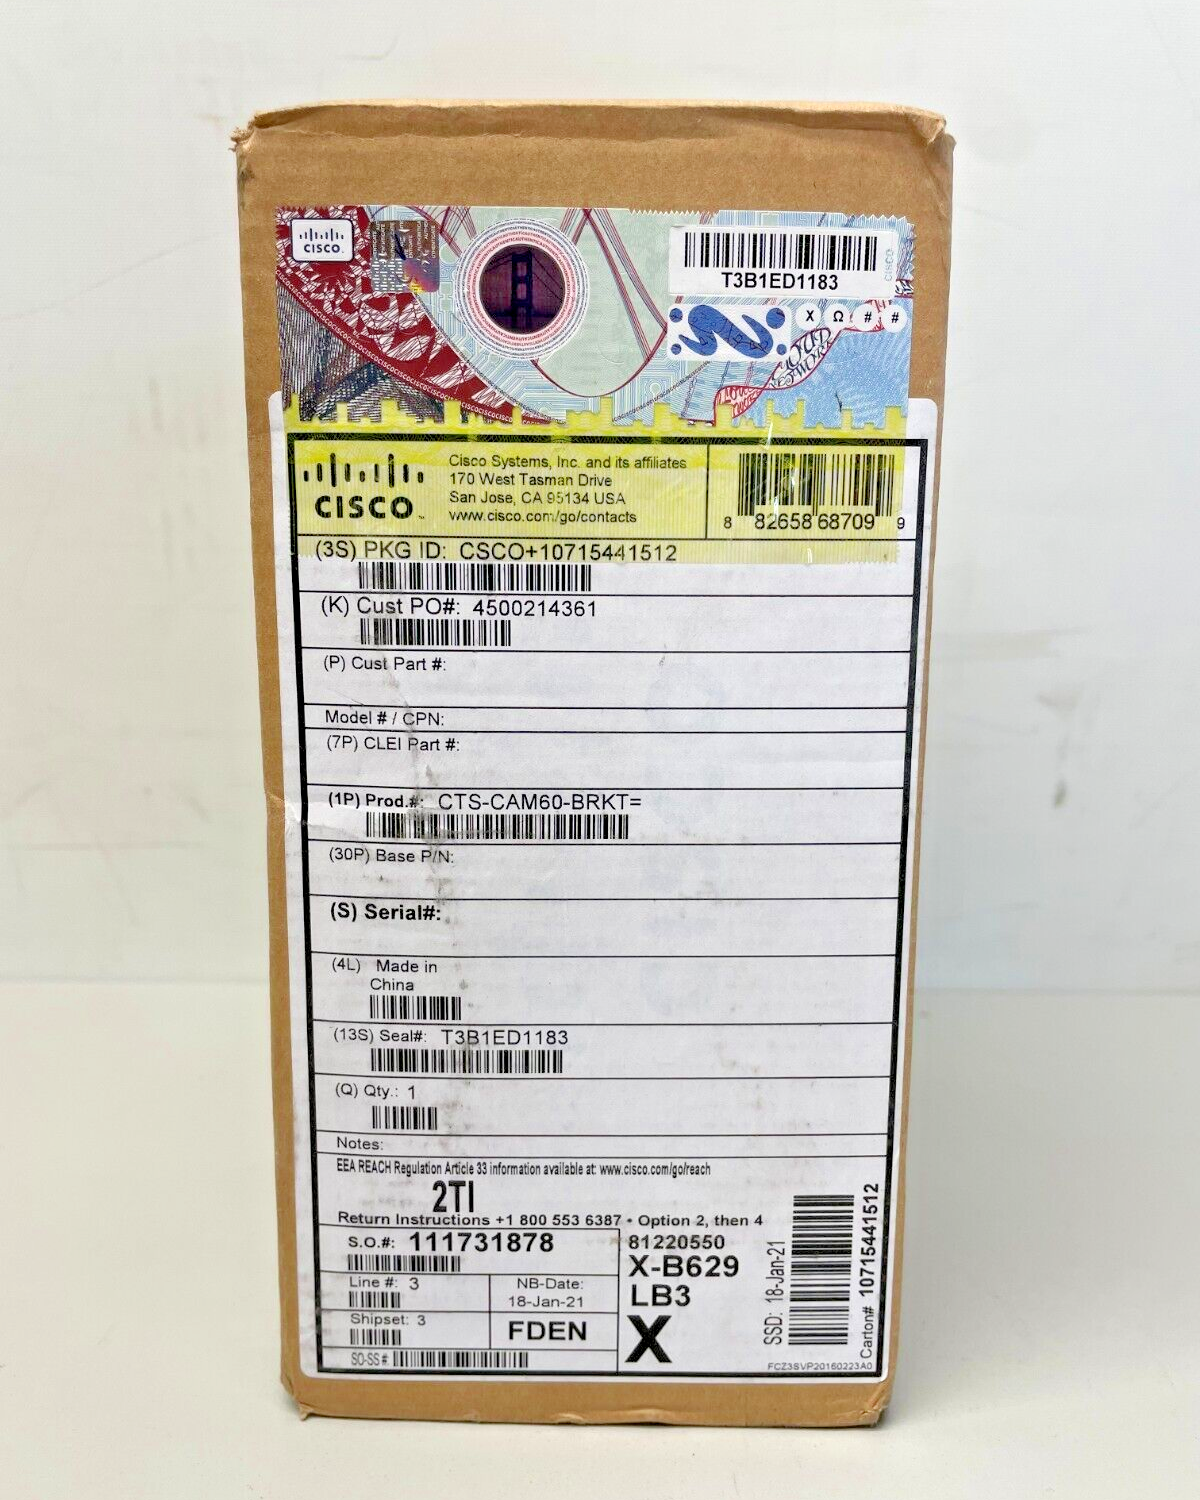 CISCO
T3B1ED1183
CISCO
X Ω # #
YOUR
NETWORK
CISCO
Cisco Systems, Inc. and its affiliates
170 West Tasman Drive
San Jose, CA 95134 USA
www.cisco.com/go/contacts
8 82658 68709 9
(3S) PKG ID: CSCO+10715441512
(K) Cust PO#: 4500214361
(P) Cust Part #:
Model # / CPN:
(7P) CLEI Part #:
(1P) Prod.#: CTS-CAM60-BRKT=
(30P) Base P/N:
(S) Serial#:
(4L) Made in
China
(13S) Seal#: T3B1ED1183
(Q) Qty.: 1
Notes:
EEA REACH Regulation Article 33 information available at: www.cisco.com/go/reach
2TI
Return Instructions +1 800 553 6387 • Option 2, then 4
S.O.#: 111731878
Line #: 3
NB-Date:
18-Jan-21
Shipset: 3
FDEN
SO-SS #:
81220550
X-B629
LB3
X
SSD: 18-Jan-21
Carton# 10715441512
FCZ3SVP20160223A0